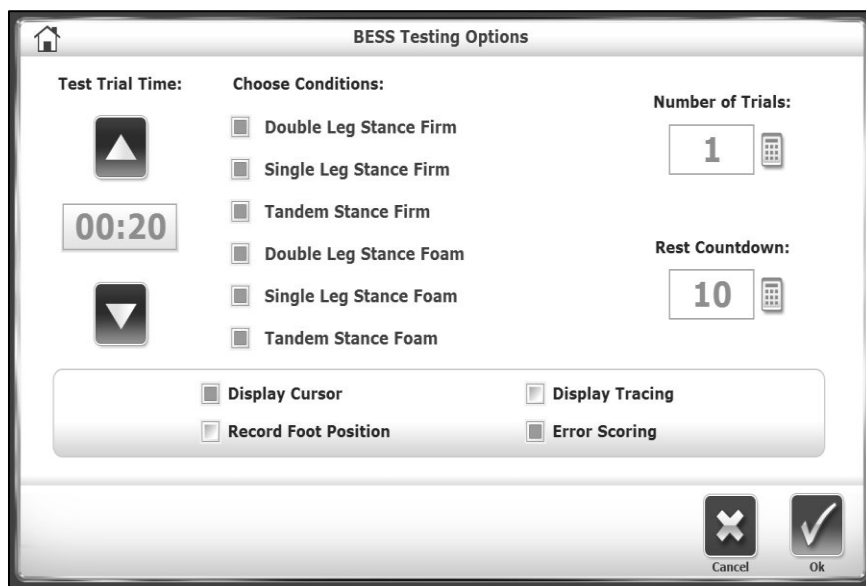 BESS Testing Options
Test Trial Time:
00:20
Choose Conditions:
Double Leg Stance Firm
Single Leg Stance Firm
Tandem Stance Firm
Double Leg Stance Foam
Single Leg Stance Foam
Tandem Stance Foam
Number of Trials:
1
Rest Countdown:
10
Display Cursor
Display Tracing
Record Foot Position
Error Scoring
Cancel
Ok